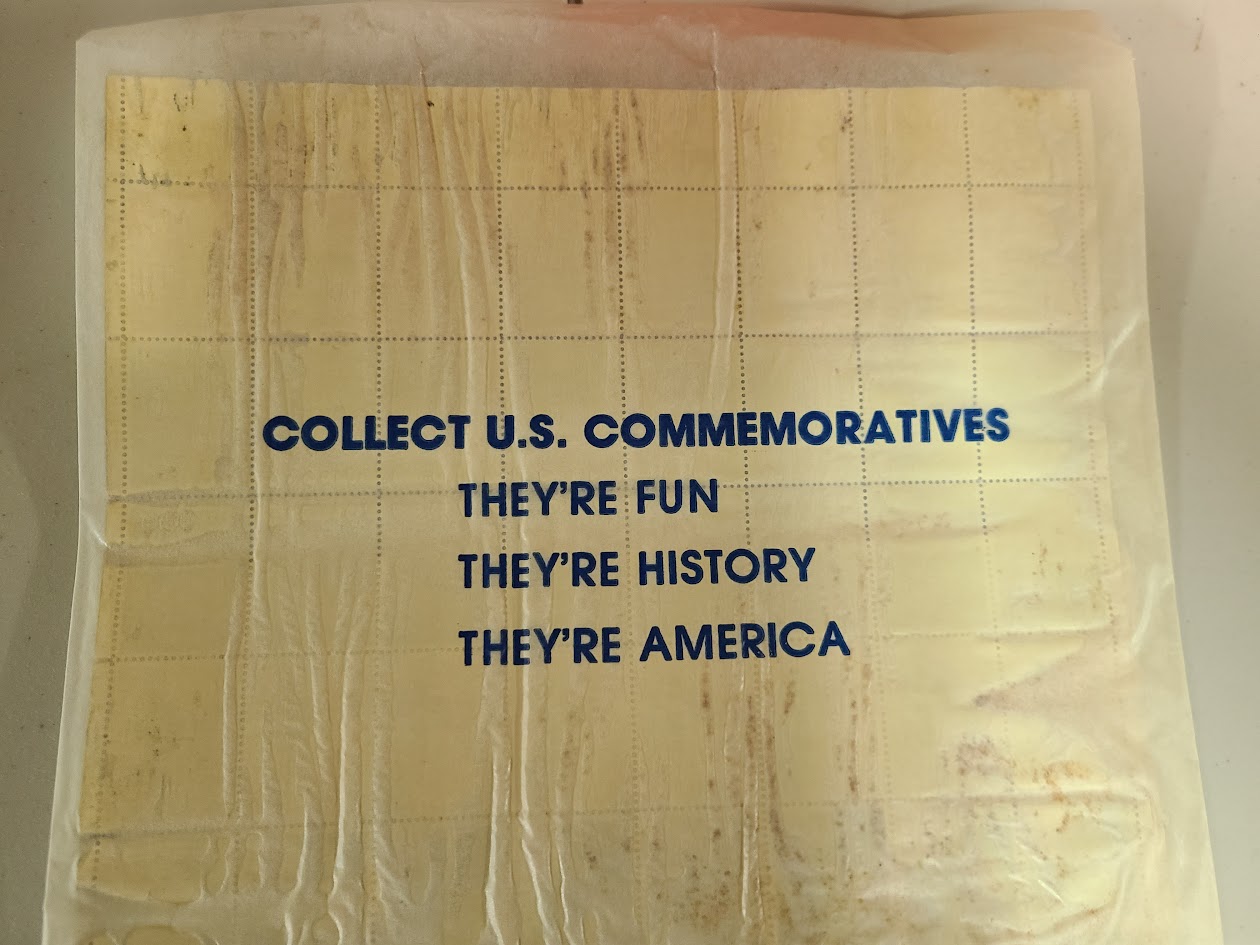 COLLECT U.S. COMMEMORATIVES
THEY'RE FUN
THEY'RE HISTORY
THEY'RE AMERICA